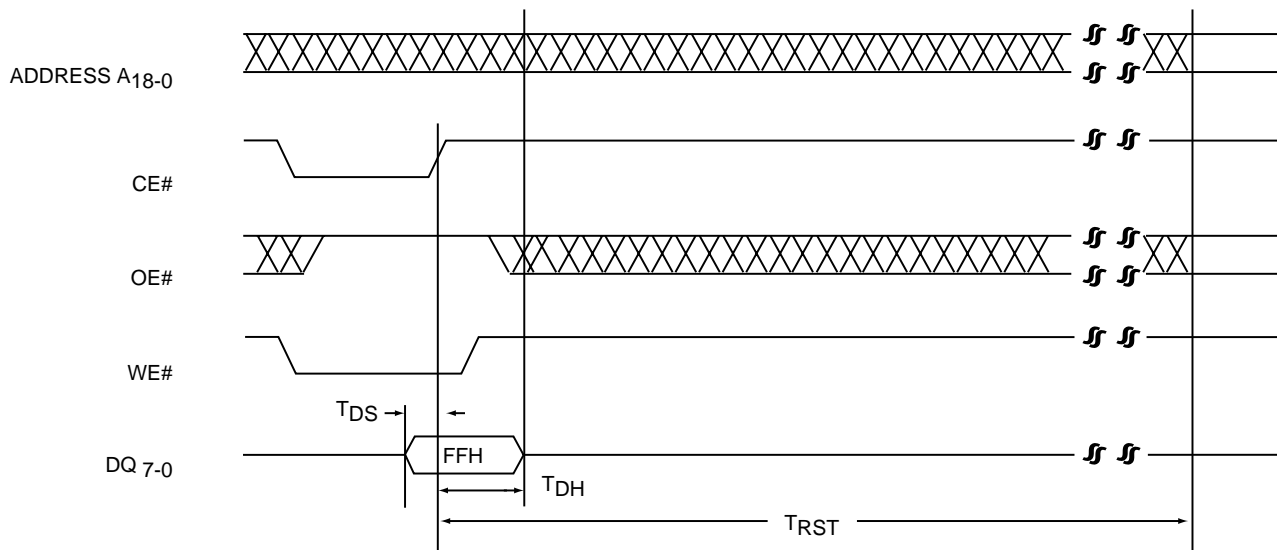 ADDRESS A18-0
CE#
OE#
WE#
TDS
DQ 7-0
FFH
TDH
TRST